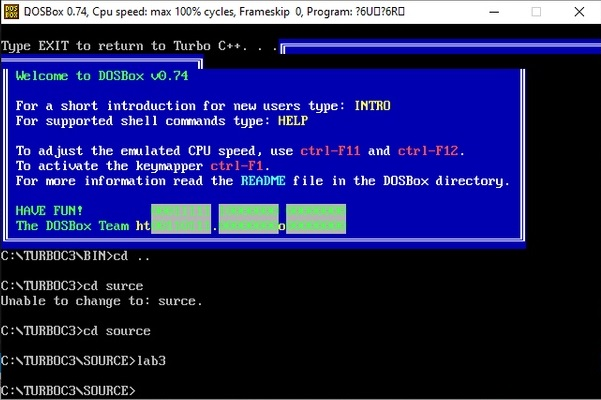 DOSBox 0.74, Cpu speed: max 100% cycles, Frameskip 0, Program:
Type EXIT to return to Turbo C++. . .
Welcome to DOSBox v0.74
For a short introduction for new users type: INTRO
For supported shell commands type: HELP
To adjust the emulated CPU speed, use ctrl-F11 and ctrl-F12.
To activate the keymapper ctrl-F1.
For more information read the README file in the DOSBox directory.
HAVE FUN!
The DOSBox Team
C:\TURBOC3\BIN>cd ..
C:\TURBOC3>cd surce
Unable to change to: surce.
C:\TURBOC3>cd source
C:\TURBOC3\SOURCE>lab3
C:\TURBOC3\SOURCE>